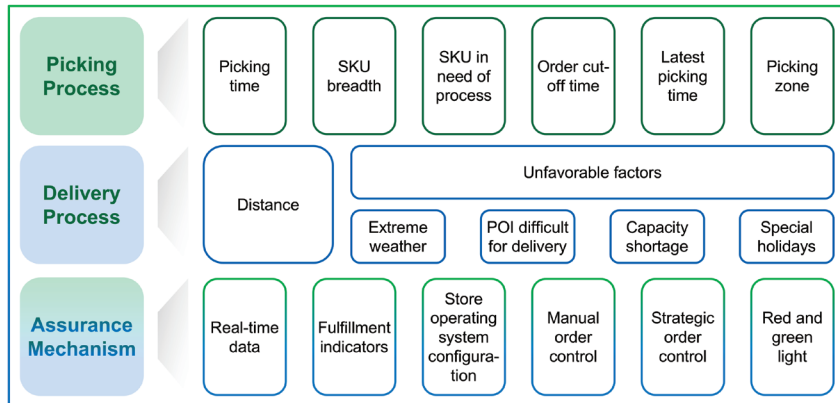 Picking
Process
Picking
time
SKU
breadth
SKU in
need of
process
Order cut-
off time
Latest
picking
time
Picking
zone
Delivery
Process
Distance
Unfavorable factors
Extreme
weather
POI difficult
for delivery
Capacity
shortage
Special
holidays
Assurance
Mechanism
Real-time
data
Fulfillment
indicators
Store
operating
system
configura-
tion
Manual
order
control
Strategic
order
control
Red and
green
light